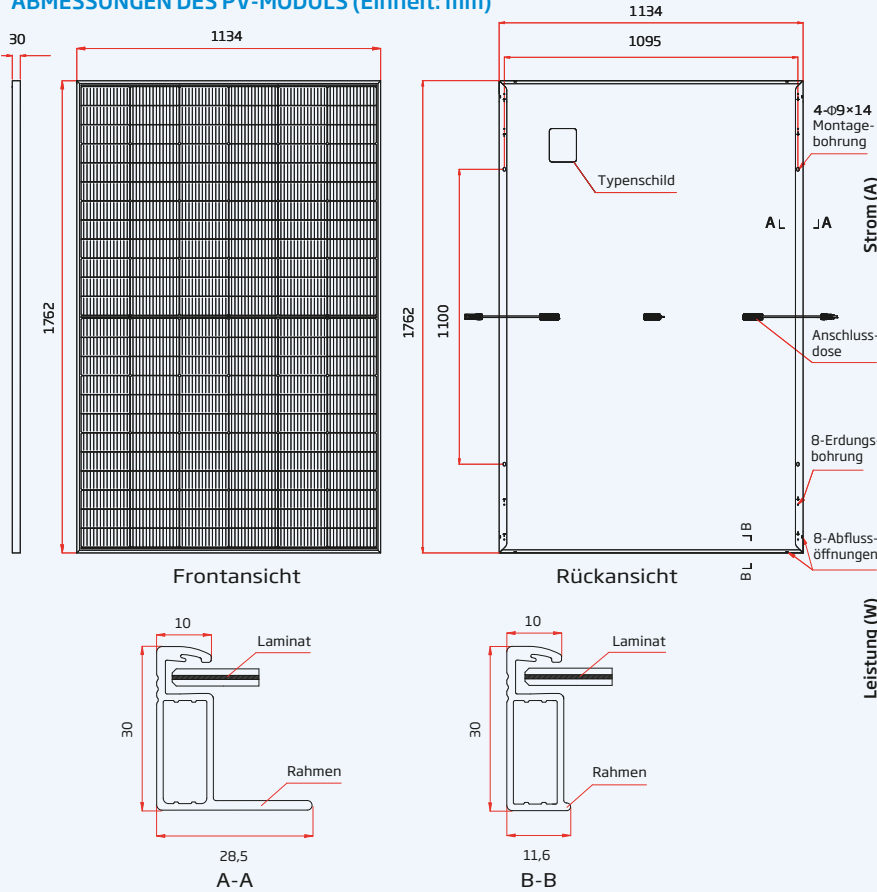 ABMESSUNGEN DES PV-MODULS (Einheit: mm)
30
1134
1762
Frontansicht
1134
1095
4-Φ9×14
Montage-
bohrung
Typenschild
A
A
1762
1100
Anschluss-
dose
8-Erdungs-
bohrung
B
B
8-Abfluss-
öffnungen
Rückansicht
Strom (A)
Leistung (W)
10
Laminat
30
Rahmen
28,5
A-A
10
Laminat
30
Rahmen
11,6
B-B